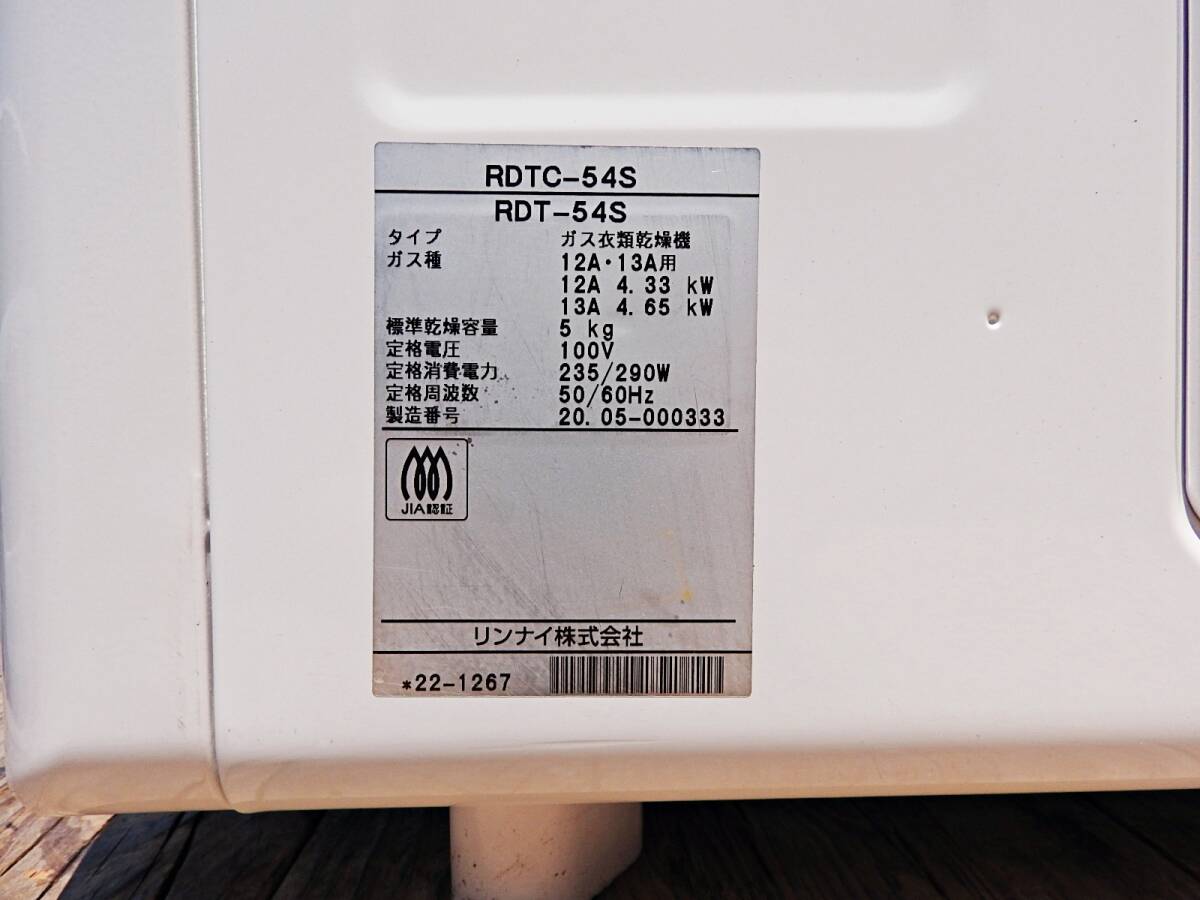 RDTC-54S
RDT-54S
タイプ ガス衣類乾燥機
ガス種 12A・13A用
12A 4.33 kW
13A 4.65 kW
標準乾燥容量 5 kg
定格電圧 100V
定格消費電力 235/290W
定格周波数 50/60Hz
製造番号 20.05-000333
JIA認証
リンナイ株式会社
*22-1267